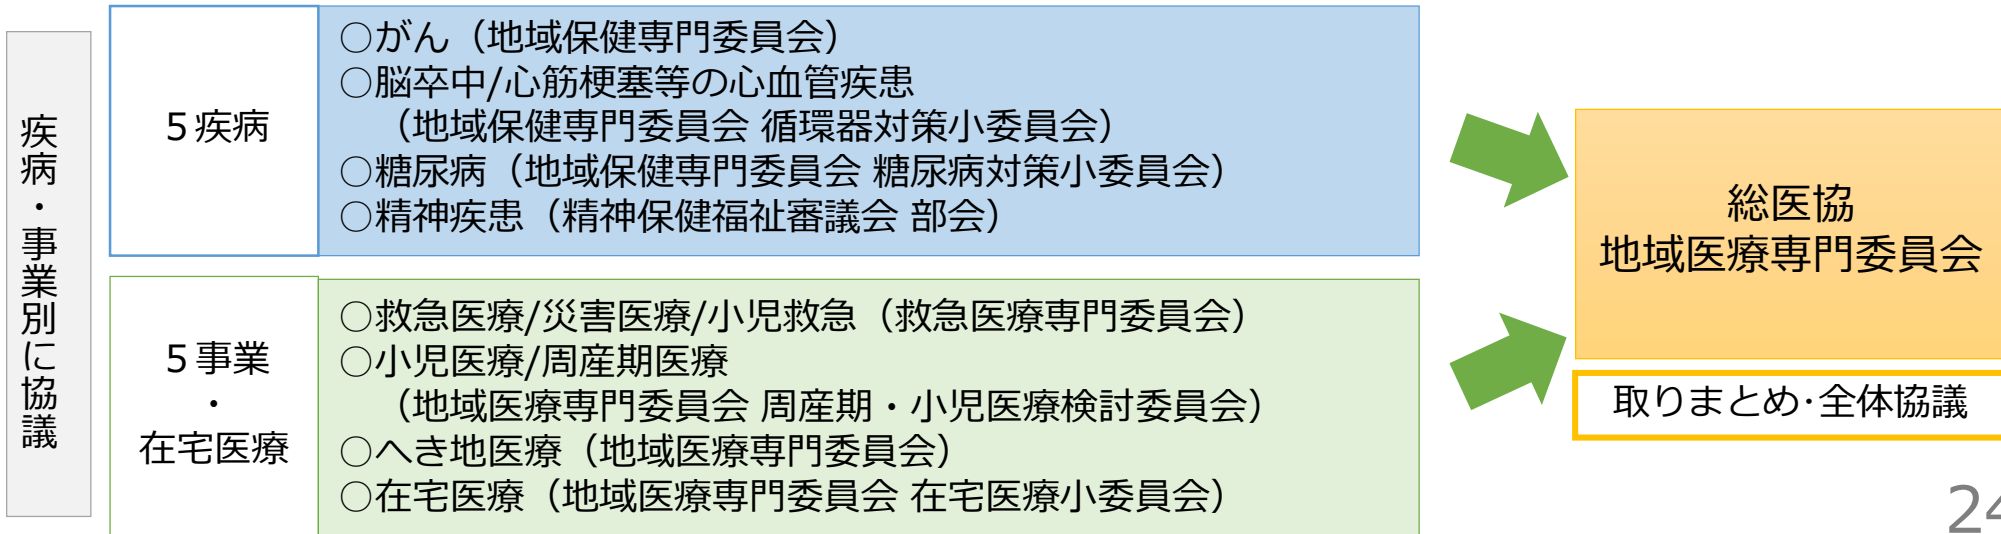 疾病・事業別に協議
5疾病
○がん（地域保健専門委員会）
○脳卒中/心筋梗塞等の心血管疾患
（地域保健専門委員会 循環器対策小委員会）
○糖尿病（地域保健専門委員会 糖尿病対策小委員会）
○精神疾患（精神保健福祉審議会 部会）
5事業
・
在宅医療
○救急医療/災害医療/小児救急（救急医療専門委員会）
○小児医療/周産期医療
（地域医療専門委員会 周産期・小児医療検討委員会）
○へき地医療（地域医療専門委員会）
○在宅医療（地域医療専門委員会 在宅医療小委員会）
総医協
地域医療専門委員会
取りまとめ･全体協議
24